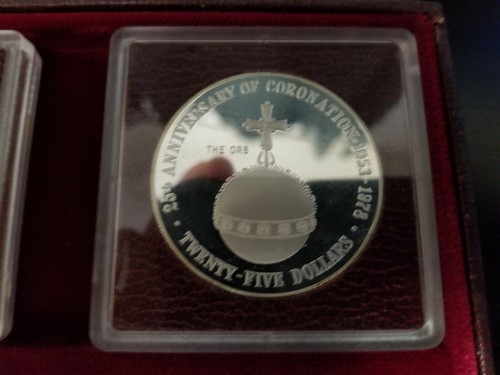 25th ANNIVERSARY OF CORONATION· 1953-1978 ·
THE ORB
TWENTY-FIVE DOLLARS ·